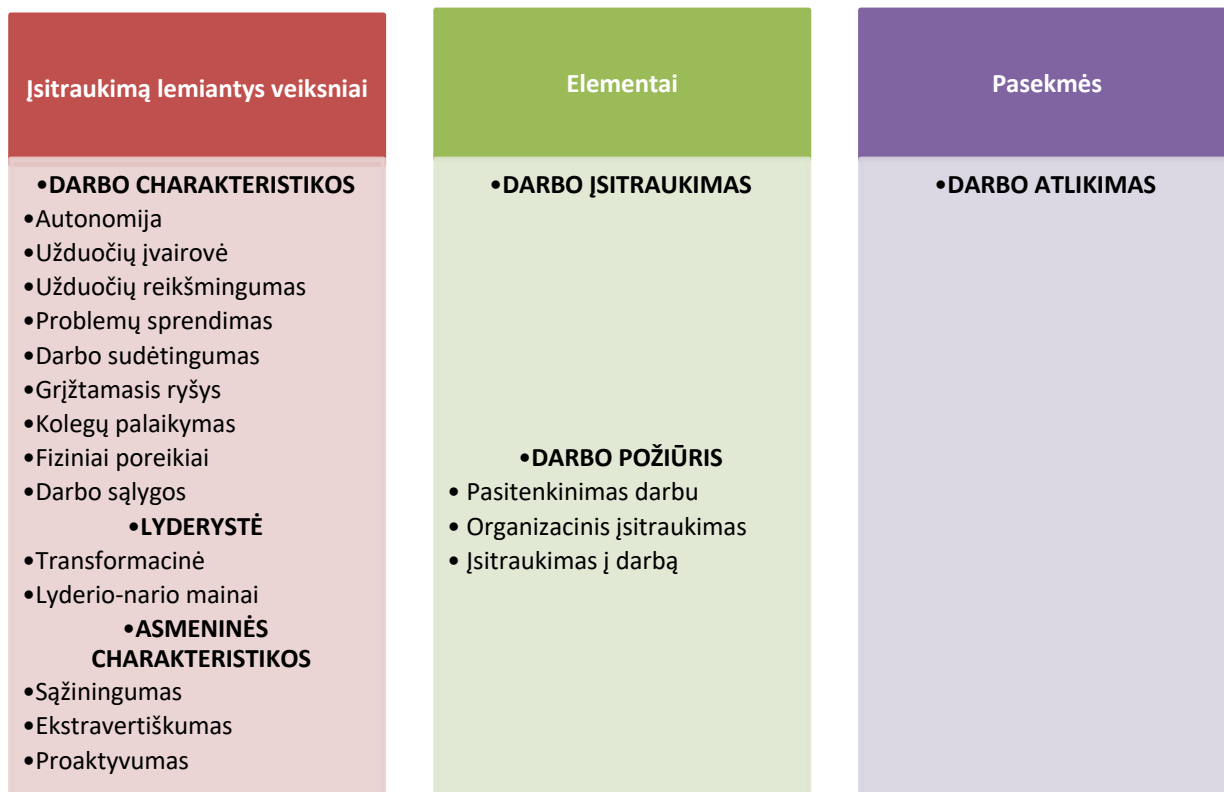 Įsitraukimą lemiantys veiksniai
•DARBO CHARAKTERISTIKOS
•Autonomija
•Užduočių įvairovė
•Užduočių reikšmingumas
•Problemų sprendimas
•Darbo sudėtingumas
•Grįžtamasis ryšys
•Kolegų palaikymas
•Fiziniai poreikiai
•Darbo sąlygos
•LYDERYSTĖ
•Transformacinė
•Lyderio-nario mainai
•ASMENINĖS
CHARAKTERISTIKOS
•Sąžiningumas
•Ekstravertiškumas
•Proaktyvumas
Elementai
•DARBO ĮSITRAUKIMAS
•DARBO POŽIŪRIS
• Pasitenkinimas darbu
• Organizacinis įsitraukimas
• Įsitraukimas į darbą
Pasekmės
•DARBO ATLIKIMAS